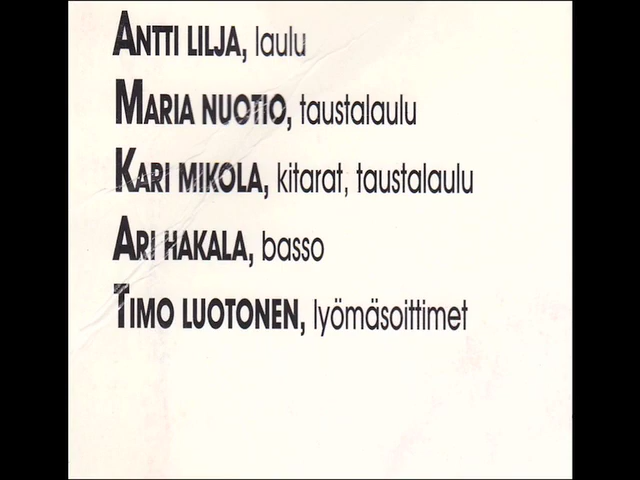 ANTTI LILJA, laulu
MARIA NUOTIO, taustalaulu
KARI MIKOLA, kitarat, taustalaulu
ARI HAKALA, basso
TIMO LUOTONEN, lyömäsoittimet